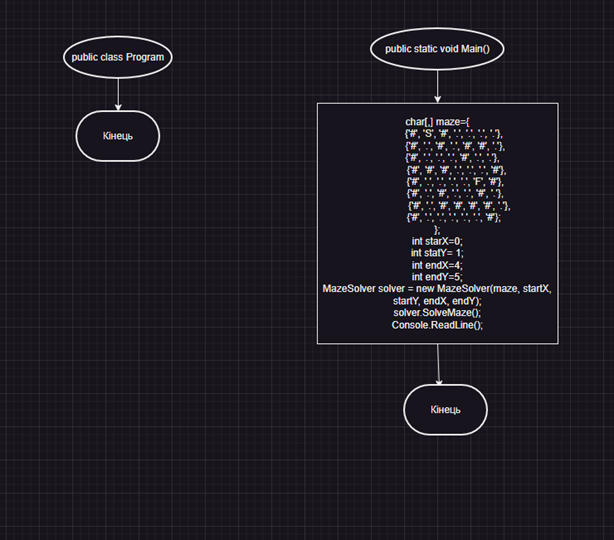 public class Program
Кінець
public static void Main()
char[,] maze={
{'#', 'S', '#', '.', '.', '.', '.'},
{'#', '.', '#', '.', '#', '#', '.'},
{'#', '.', '.', '.', '#', '.', '.'},
{'#', '#', '#', '.', '.', '.', '#'},
{'#', '.', '.', '.', '.', 'F', '#'},
{'#', '.', '#', '.', '.', '#', '.'},
{'#', '.', '#', '#', '#', '#', '.'},
{'#', '.', '.', '.', '.', '.', '#'};
};
int starX=0;
int statY= 1;
int endX=4;
int endY=5;
MazeSolver solver = new MazeSolver(maze, startX,
startY, endX, endY);
solver.SolveMaze();
Console.ReadLine();
Кінець